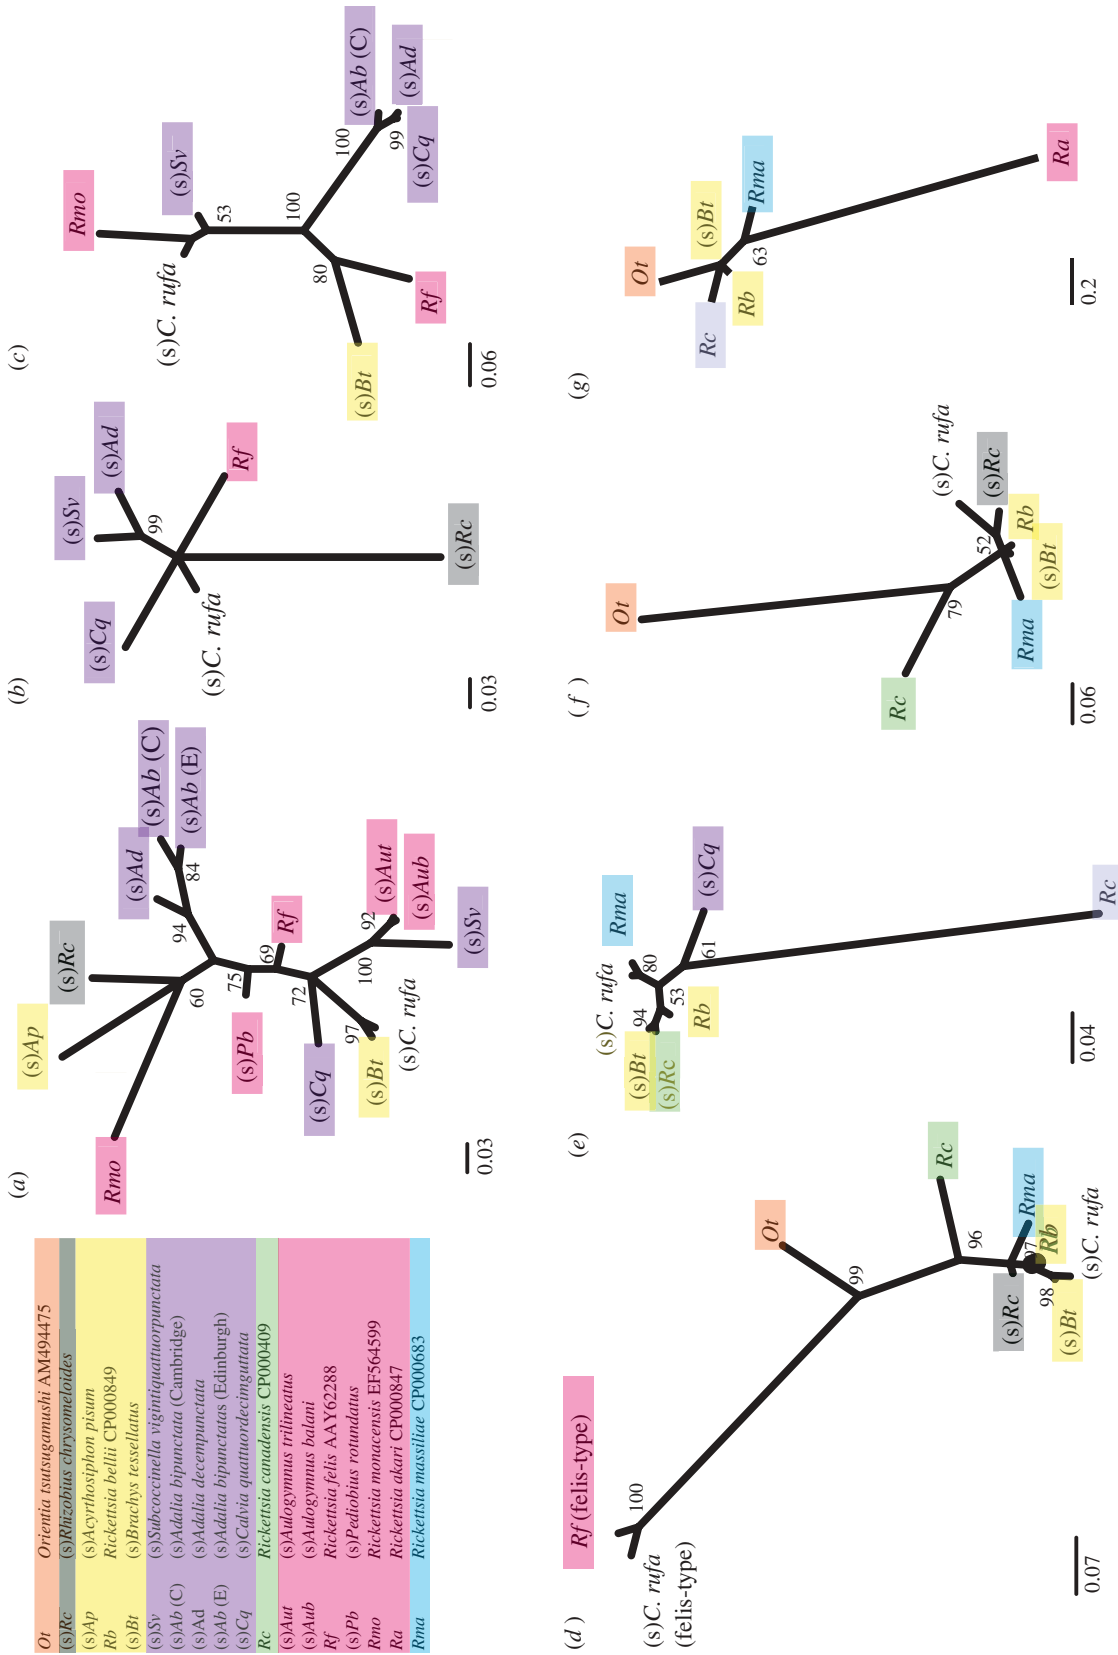 Ot Orientia tsutsugamushi AM494475
(s)Rc (s)Rhizobius chrysomeloides
(s)Ap (s)Acyrthosiphon pisum
Rb Rickettsia bellii CP000849
(s)Bt (s)Brachys tessellatus
(s)Sv (s)Subcoccinella vigintiquattuorpunctata
(s)Ab (C) (s)Adalia bipunctata (Cambridge)
(s)Ad (s)Adalia decempunctata
(s)Ab (E) (s)Adalia bipunctatas (Edinburgh)
(s)Cq (s)Calvia quattuordecimguttata
Rc Rickettsia canadensis CP000409
(s)Aut (s)Aulogymnus trilineatus
(s)Aub (s)Aulogymnus balani
Rf Rickettsia felis AAY62288
(s)Pb (s)Pediobius rotundatus
Rmo Rickettsia monacensis EF564599
Ra Rickettsia akari CP000847
Rma Rickettsia massiliae CP000683
(a)
Rmo
(s)Ap
(s)Rc
60
94
(s)Ad
84
(s)Ab (C)
(s)Ab (E)
75
(s)Pb
69
Rf
72
(s)Cq
97
(s)Bt
(s)C. rufa
100
92
(s)Aut
(s)Aub
(s)Sv
0.03
(b)
(s)Cq
(s)Sv
(s)Ad
99
(s)C. rufa
Rf
(s)Rc
0.03
(c)
Rmo
(s)C. rufa
(s)Sv
53
100
80
(s)Bt
Rf
100
(s)Ab (C)
99
(s)Ad
(s)Cq
0.06
(d)
Rf (felis-type)
100
(s)C. rufa
(felis-type)
Ot
99
Rc
96
(s)Rc
Rma
97
Rb
98
(s)Bt
(s)C. rufa
0.07
(e)
(s)C. rufa
Rma
94
80
(s)Bt
(s)Rc
53
Rb
61
(s)Cq
Rc
0.04
(f)
Ot
Rc
79
52
(s)C. rufa
(s)Rc
Rb
(s)Bt
Rma
0.06
(g)
Ot
(s)Bt
Rc
Rb
63
Rma
Ra
0.2